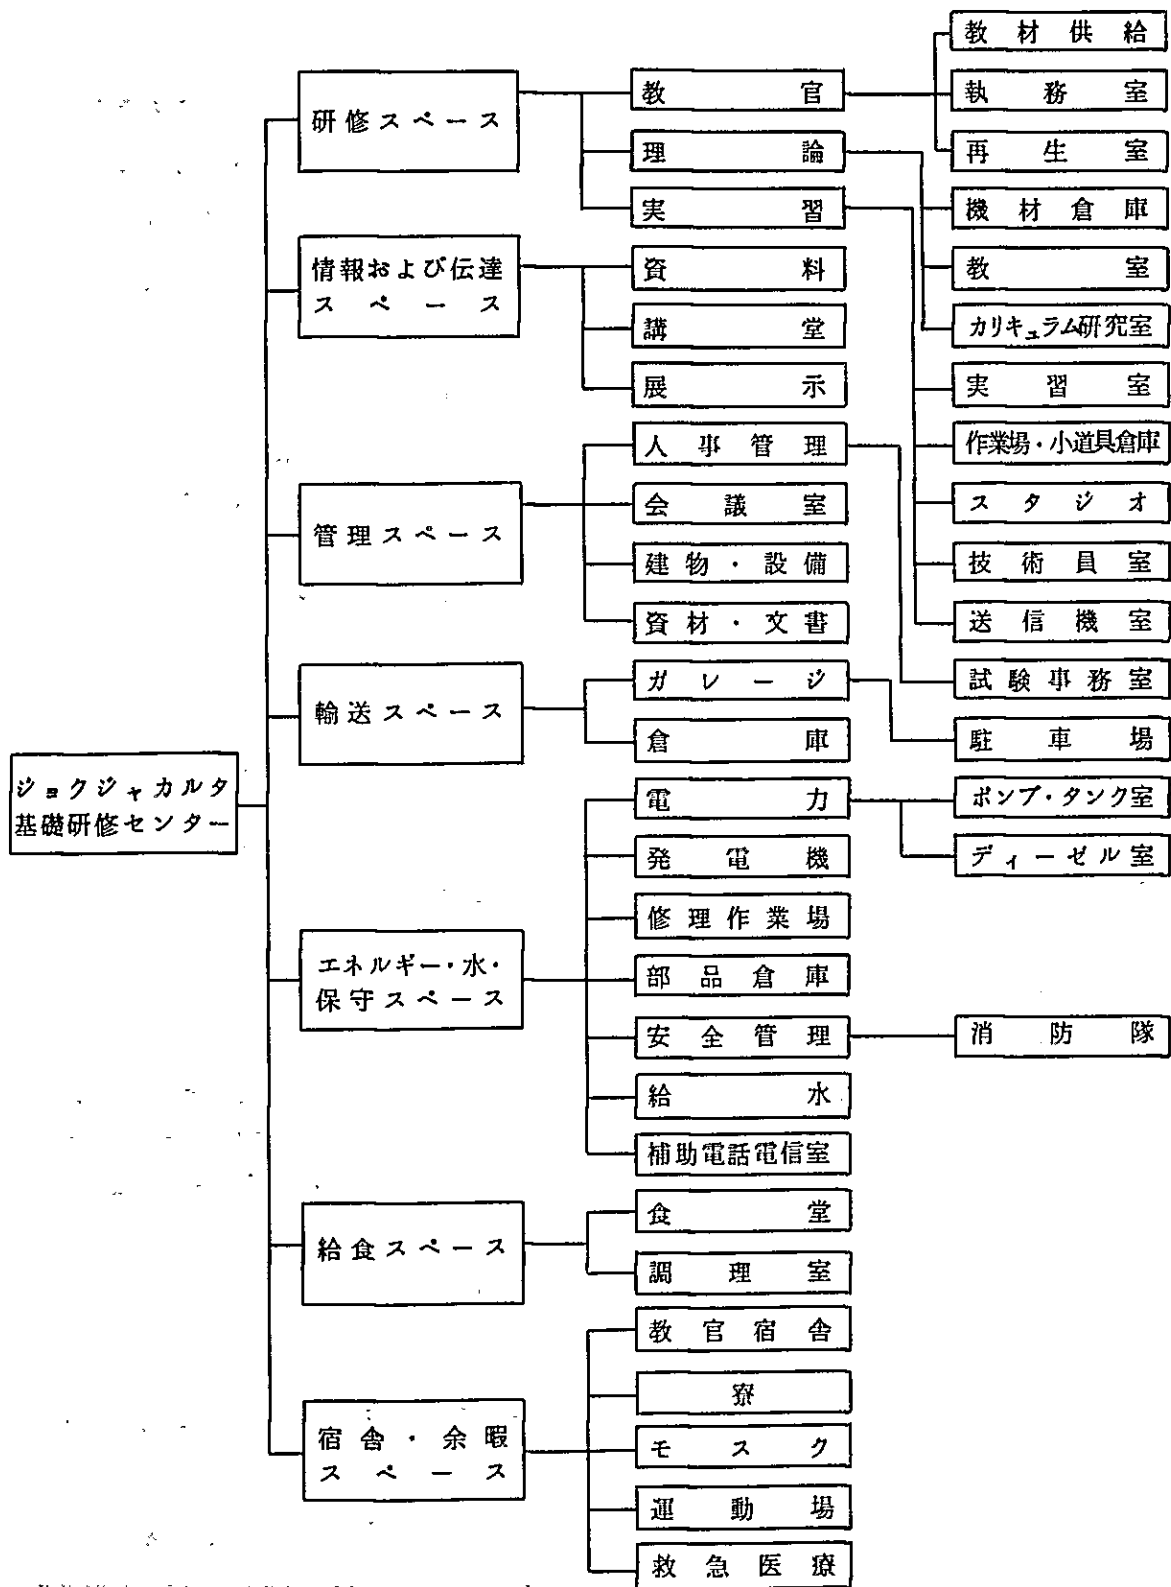 ジョクジャカルタ
基礎研修センター
研修スペース
情報および伝達
スペース
管理スペース
輸送スペース
エネルギー・水・
保守スペース
給食スペース
宿舎・余暇
スペース
教官
理論
実習
資料
講堂
展示
人事管理
会議室
建物・設備
資材・文書
ガレージ
倉庫
電力
発電機
修理作業場
部品倉庫
安全管理
給水
補助電話電信室
食堂
調理室
教官宿舎
寮
モスク
運動場
救急医療
教材供給
執務室
再生室
機材倉庫
教室
カリキュラム研究室
実習室
作業場・小道具倉庫
スタジオ
技術員室
送信機室
試験事務室
駐車場
ポンプ・タンク室
ディーゼル室
消防隊